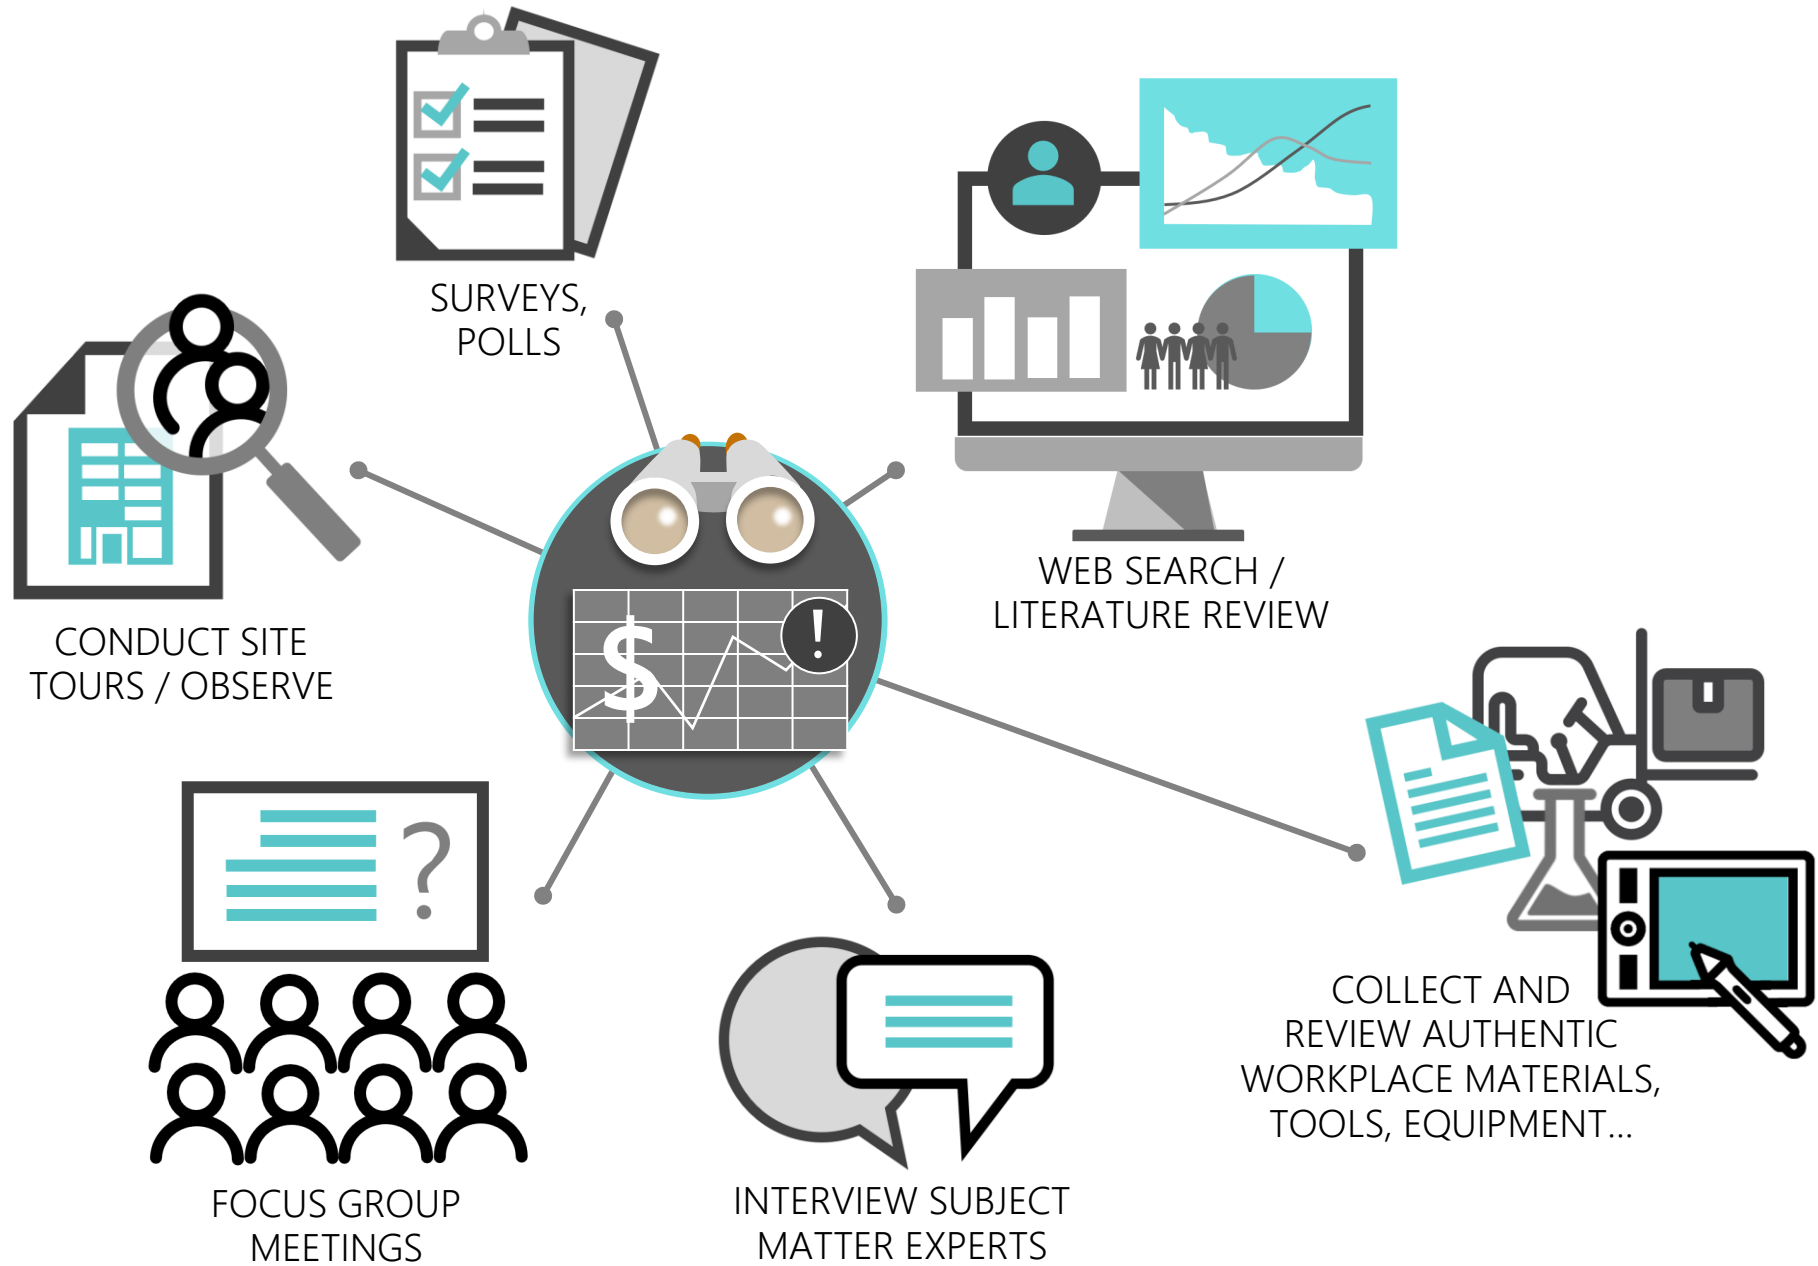 SURVEYS,
POLLS
WEB SEARCH /
LITERATURE REVIEW
CONDUCT SITE
TOURS / OBSERVE
$
!
?
COLLECT AND
REVIEW AUTHENTIC
WORKPLACE MATERIALS,
TOOLS, EQUIPMENT...
FOCUS GROUP
MEETINGS
INTERVIEW SUBJECT
MATTER EXPERTS